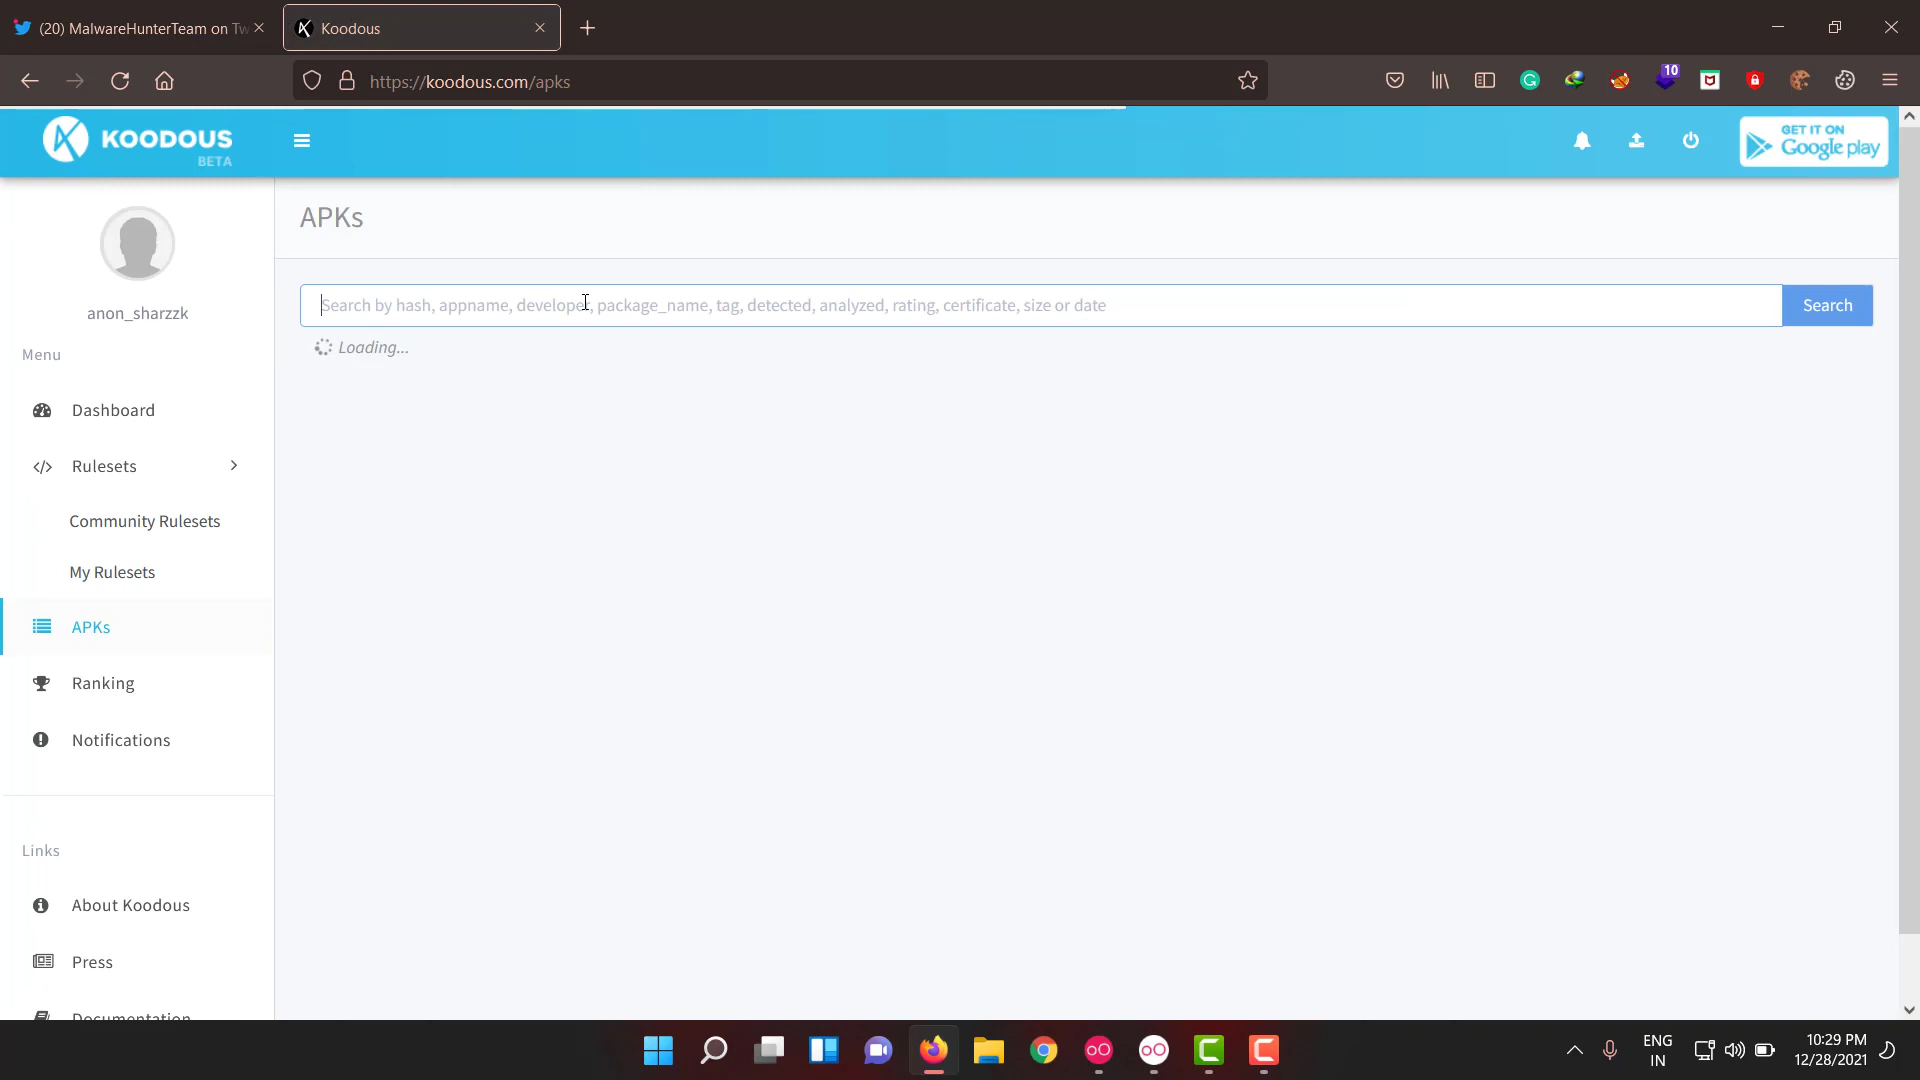 (20) MalwareHunterTeam on Tw
Koodous
https://koodous.com/apks
10
KOODOUS
BETA
GET IT ON
Google play
anon_sharzzk
Menu
Dashboard
Rulesets
Community Rulesets
My Rulesets
APKs
Ranking
Notifications
Links
About Koodous
Press
Documentation
APKs
Search by hash, appname, developer, package_name, tag, detected, analyzed, rating, certificate, size or date
Search
Loading...
ENG
IN
10:29 PM
12/28/2021